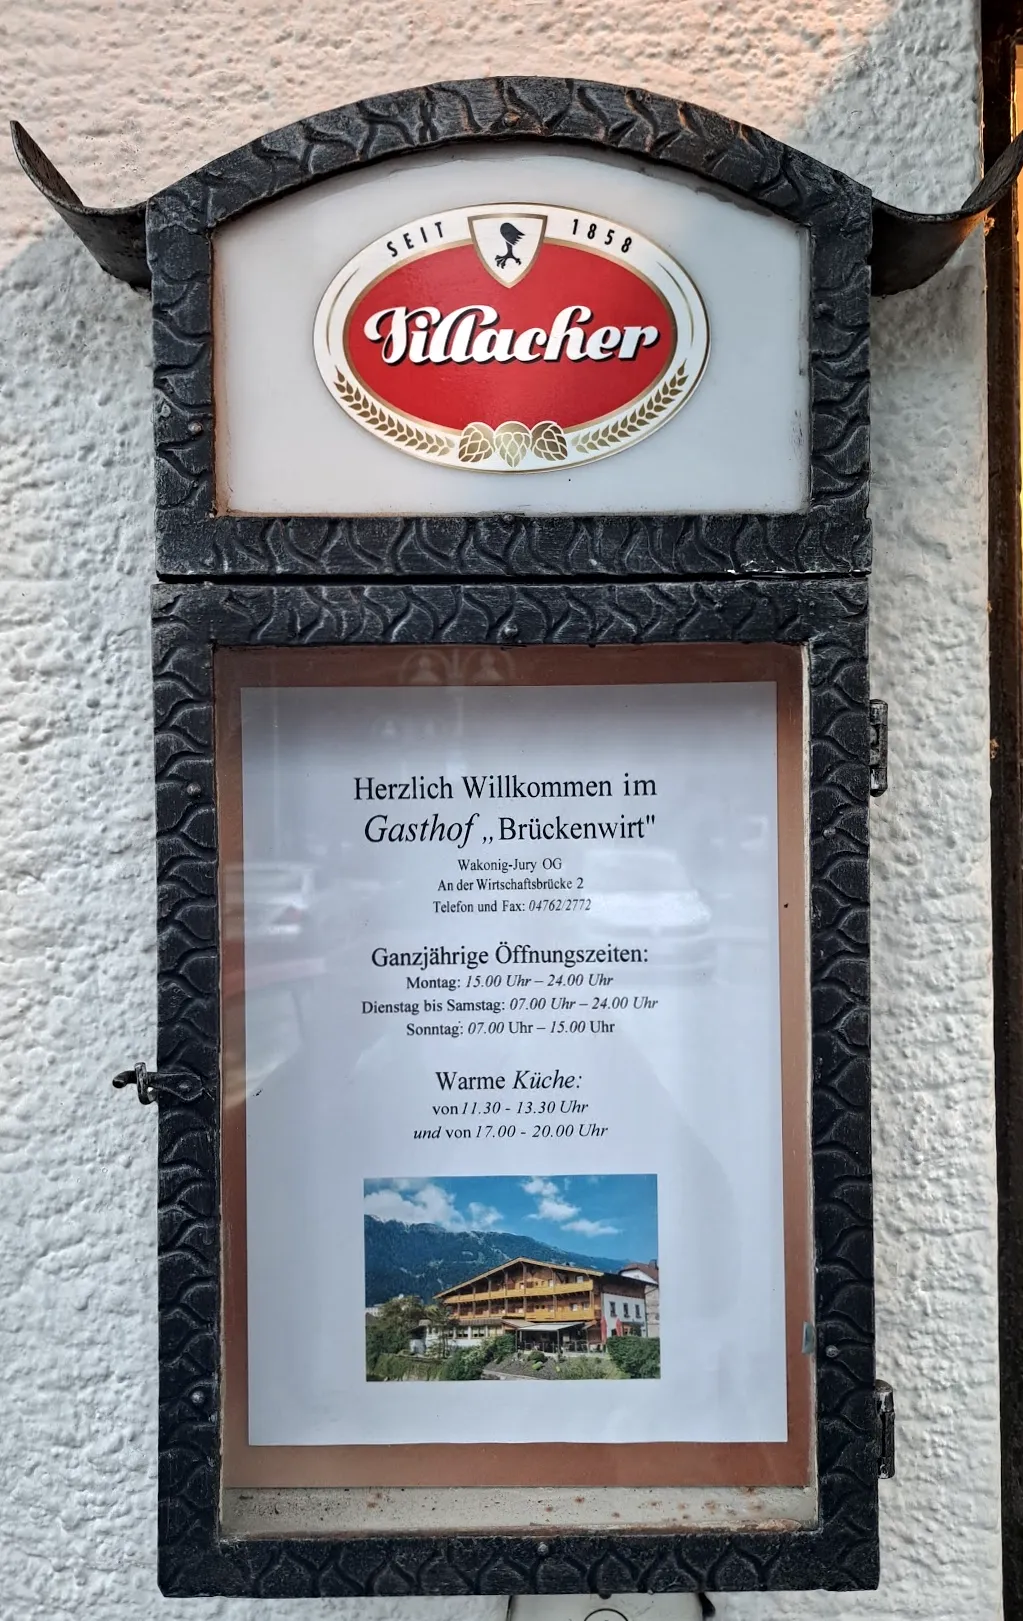 SEIT 1858
Villacher
Herzlich Willkommen im
Gasthof „Brückenwirt"
Wakonig-Jury OG
An der Wirtschaftsbrücke 2
Telefon und Fax: 04762/2772
Ganzjährige Öffnungszeiten:
Montag: 15.00 Uhr – 24.00 Uhr
Dienstag bis Samstag: 07.00 Uhr – 24.00 Uhr
Sonntag: 07.00 Uhr – 15.00 Uhr
Warme Küche:
von 11.30 - 13.30 Uhr
und von 17.00 - 20.00 Uhr